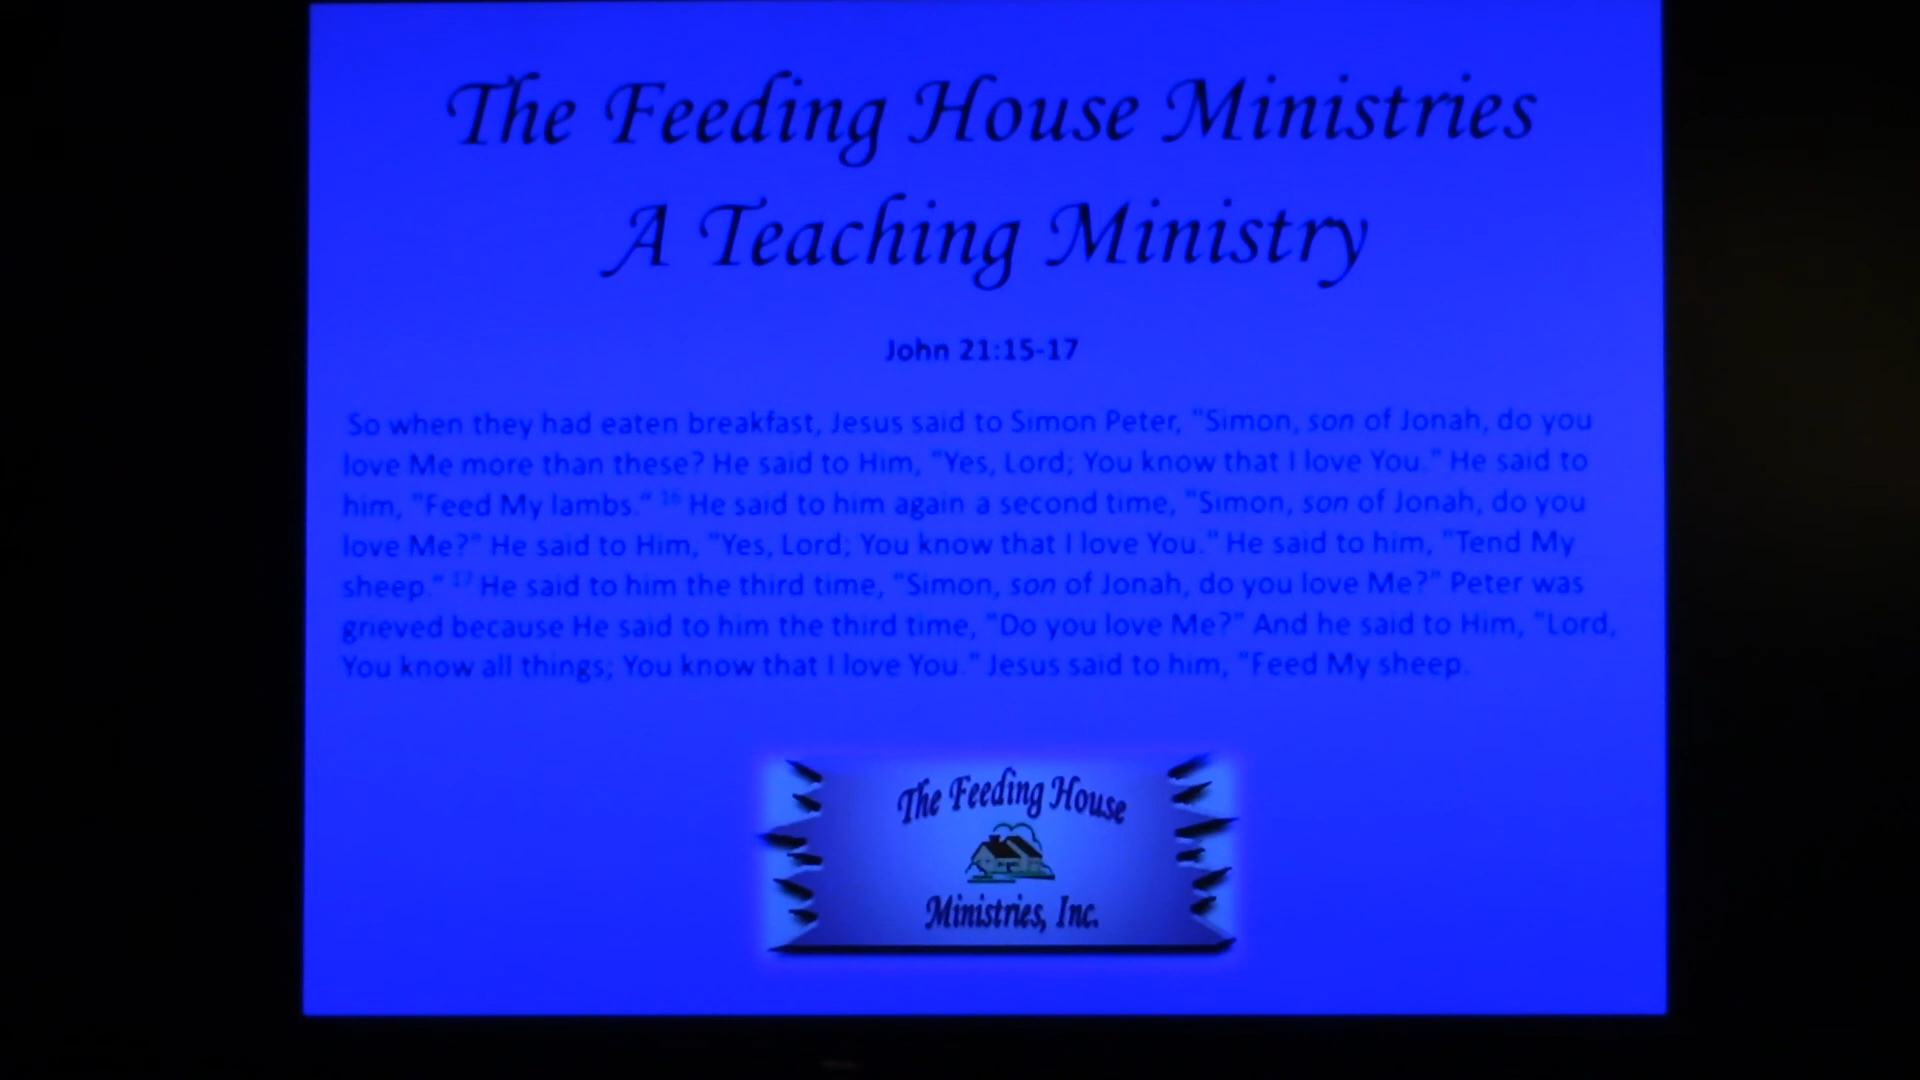 The Feeding House Ministries
A Teaching Ministry
John 21:15-17
So when they had eaten breakfast, Jesus said to Simon Peter, "Simon, son of Jonah, do you
love Me more than these? He said to Him, "Yes, Lord; You know that I love You." He said to
him, "Feed My lambs." 16 He said to him again a second time, "Simon, son of Jonah, do you
love Me?" He said to Him, "Yes, Lord; You know that I love You." He said to him, "Tend My
sheep." 17 He said to him the third time, "Simon, son of Jonah, do you love Me?" Peter was
grieved because He said to him the third time, "Do you love Me?" And he said to Him, "Lord,
You know all things; You know that I love You." Jesus said to him, "Feed My sheep.
The Feeding House
Ministries, Inc.